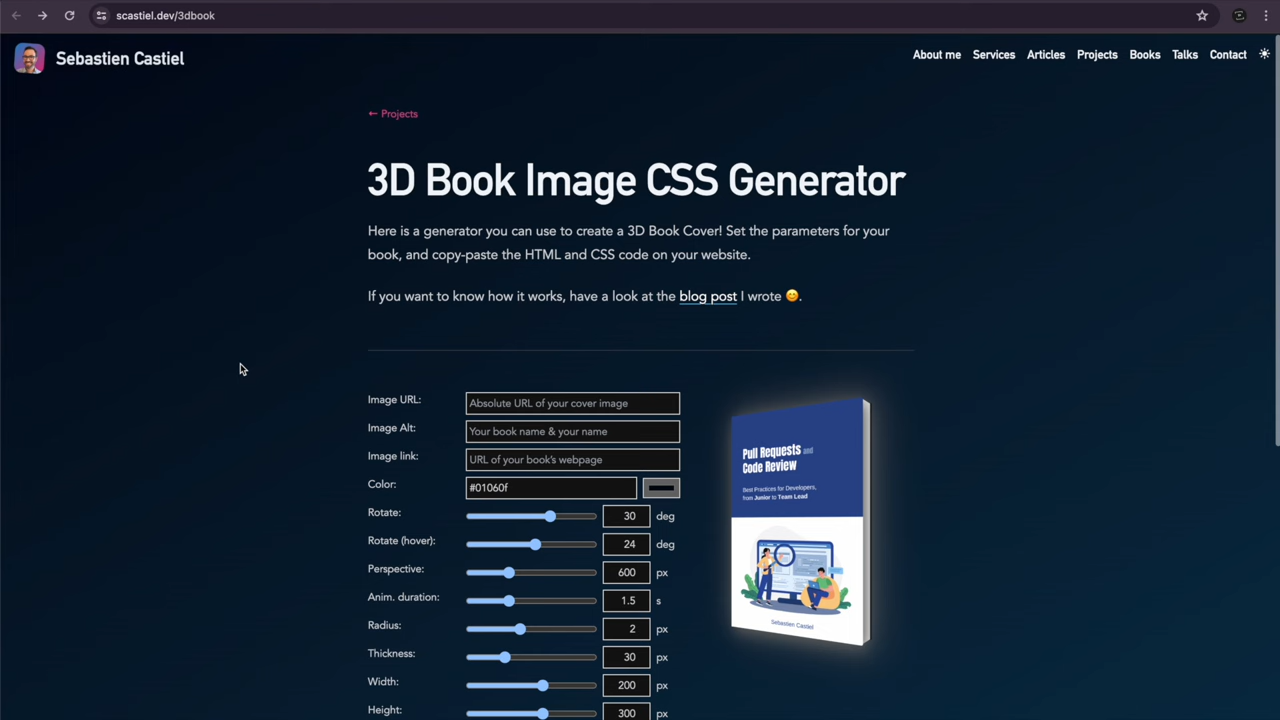 scastiel.dev/3dbook
Sebastien Castiel
About me Services Articles Projects Books Talks Contact
← Projects
3D Book Image CSS Generator
Here is a generator you can use to create a 3D Book Cover! Set the parameters for your
book, and copy-paste the HTML and CSS code on your website.
If you want to know how it works, have a look at the blog post I wrote 😊.
Image URL: Absolute URL of your cover image
Image Alt: Your book name & your name
Image link: URL of your book's webpage
Color: #01060f
Rotate: 30 deg
Rotate (hover): 24 deg
Perspective: 600 px
Anim. duration: 1.5 s
Radius: 2 px
Thickness: 30 px
Width: 200 px
Height: 300 px
Pull Requests and
Code Review
Best Practices for Developers,
from Junior to Team Lead
Sebastien Castiel